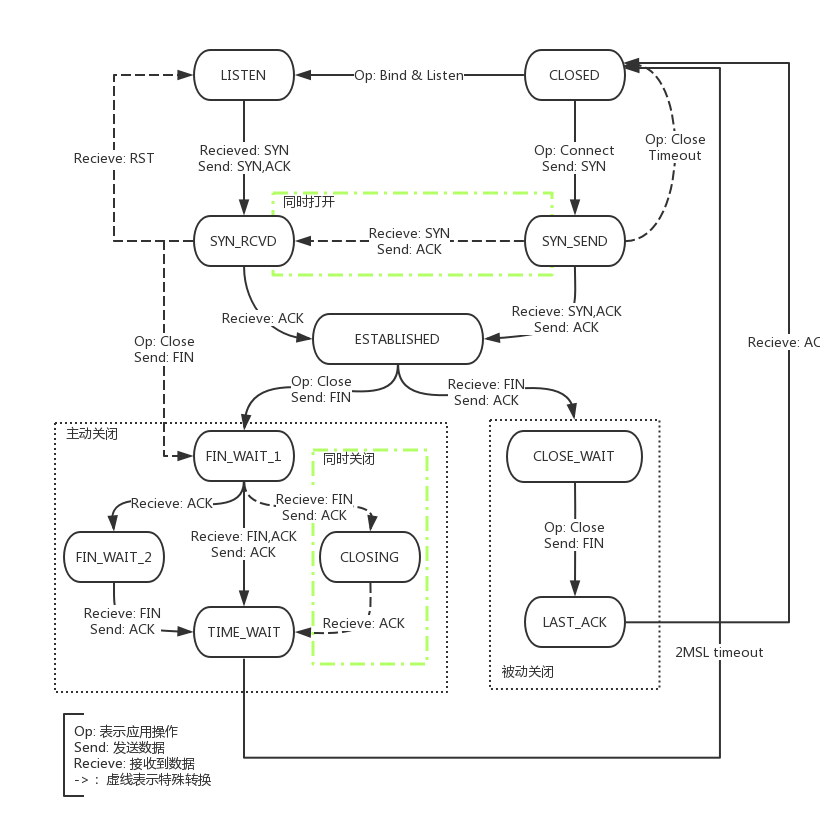 LISTEN
Op: Bind & Listen
CLOSED
Recieve: RST
Recieved: SYN
Send: SYN,ACK
Op: Connect
Send: SYN
Op: Close
Timeout
同时打开
SYN_RCVD
Recieve: SYN
Send: ACK
SYN_SEND
Recieve: ACK
Recieve: SYN,ACK
Send: ACK
ESTABLISHED
Op: Close
Send: FIN
Recieve: AC
Op: Close
Send: FIN
Recieve: FIN
Send: ACK
主动关闭
FIN_WAIT_1
同时关闭
CLOSE_WAIT
Recieve: ACK
Recieve: FIN
Send: ACK
Recieve: FIN,ACK
Send: ACK
Op: Close
Send: FIN
FIN_WAIT_2
CLOSING
Recieve: FIN
Send: ACK
TIME_WAIT
Recieve: ACK
LAST_ACK
2MSL timeout
被动关闭
Op: 表示应用操作
Send: 发送数据
Recieve: 接收到数据
-> ：虚线表示特殊转换